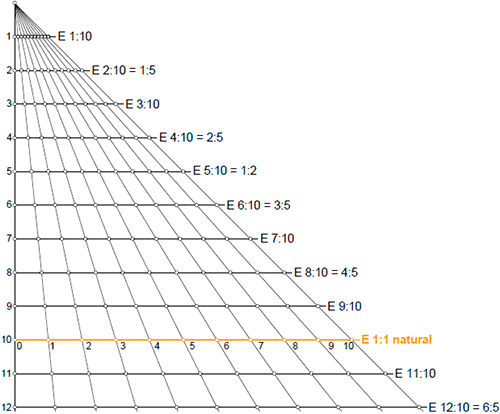 1 E 1:10
2 E 2:10 = 1:5
3 E 3:10
4 E 4:10 = 2:5
5 E 5:10 = 1:2
6 E 6:10 = 3:5
7 E 7:10
8 E 8:10 = 4:5
9 E 9:10
10 E 1:1 natural
0 1 2 3 4 5 6 7 8 9 10
11 E 11:10
12 E 12:10 = 6:5